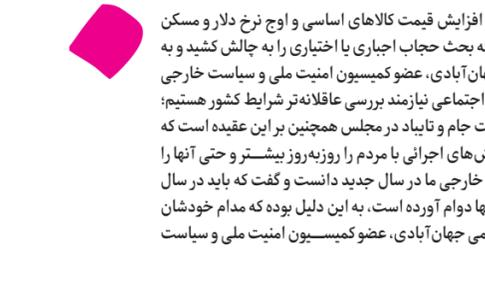 افزایش قیمت کالاهای اساسی و اوج نرخ دلار و مسکن
بحث حجاب اجباری یا اختیاری را به چالش کشید و به
جهان‌آبادی، عضو کمیسیون امنیت ملی و سیاست خارجی
اجتماعی نیازمند بررسی عاقلانه‌تر شرایط کشور هستیم؛
جام و تایباد در مجلس همچنین بر این عقیده است که
اجرائی با مردم را روزبه‌روز بیشتر و حتی آنها را
خارجی ما در سال جدید دانست و گفت که باید در سال
دوام آورده است، به این دلیل بوده که مدام خودشان
جهان‌آبادی، عضو کمیسیون امنیت ملی و سیاست